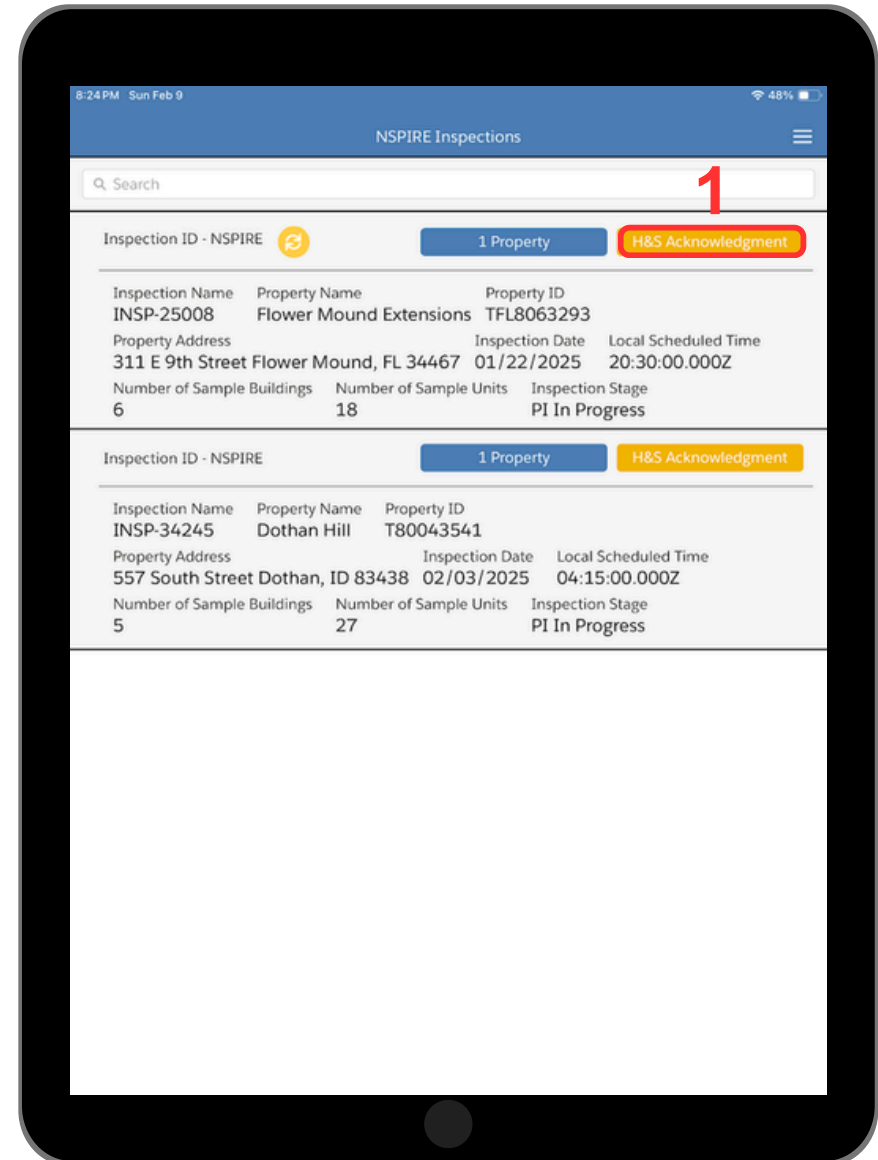 8:24 PM Sun Feb 9 48%
NSPIRE Inspections
Search
1
Inspection ID - NSPIRE 1 Property H&S Acknowledgment
Inspection Name Property Name Property ID
INSP-25008 Flower Mound Extensions TFL8063293
Property Address Inspection Date Local Scheduled Time
311 E 9th Street Flower Mound, FL 34467 01/22/2025 20:30:00.000Z
Number of Sample Buildings Number of Sample Units Inspection Stage
6 18 PI In Progress
Inspection ID - NSPIRE 1 Property H&S Acknowledgment
Inspection Name Property Name Property ID
INSP-34245 Dothan Hill T80043541
Property Address Inspection Date Local Scheduled Time
557 South Street Dothan, ID 83438 02/03/2025 04:15:00.000Z
Number of Sample Buildings Number of Sample Units Inspection Stage
5 27 PI In Progress